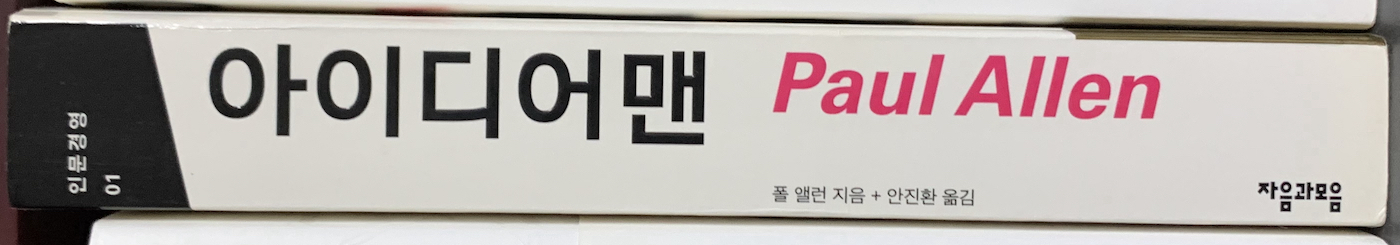 인문경영
01
아이디어맨 Paul Allen
폴 앨런 지음 + 안진환 옮김
자음과모음